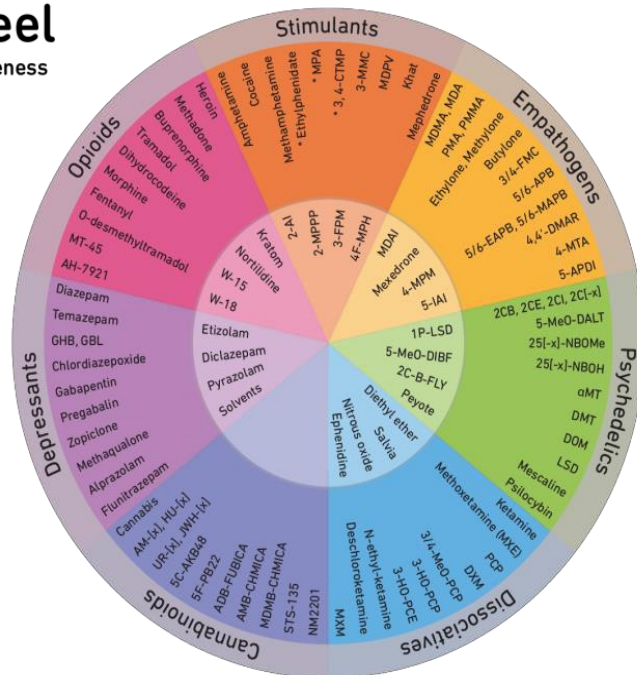 eel
eness
Stimulants
Amphetamine
Cocaine
Methamphetamine
* Ethylphenidate
* MPA
* 3, 4-CTMP
3-MMC
MDPV
Khat
Mephedrone
2-AI
2-MPPP
3-FPM
4F-MPH
Empathogens
MDMA, MDA
PMA, PMMA
Ethylone, Methylone
Butylone
3/4-FMC
5/6-APB
5/6-EAPB, 5/6-MAPB
4,4'-DMAR
4-MTA
5-APDI
MDAI
Mexedrone
4-MPM
5-IAI
Psychedelics
2CB, 2CE, 2CI, 2C[-x]
5-MeO-DALT
25[-x]-NBOMe
25[-x]-NBOH
αMT
DMT
DOM
LSD
Mescaline
Psilocybin
1P-LSD
5-MeO-DIBF
2C-B-FLY
Peyote
Dissociatives
Ketamine
Methoxetamine (MXE)
PCP
DXM
3/4-MeO-PCP
3-HO-PCP
3-HO-PCE
N-ethyl-ketamine
Deschloroketamine
MXM
Diethyl ether
Salvia
Nitrous oxide
Ephenidine
Cannabinoids
Cannabis
AM-[x], HU-[x]
UR-[x], JWH-[x]
5C-AKB48
5F-PB22
ADB-FUBICA
AMB-CHMICA
MDMB-CHMICA
STS-135
NM2201
Depressants
Diazepam
Temazepam
GHB, GBL
Chlordiazepoxide
Gabapentin
Pregabalin
Zopiclone
Methaqualone
Alprazolam
Flunitrazepam
Etizolam
Diclazepam
Pyrazolam
Solvents
Opioids
Heroin
Methadone
Buprenorphine
Tramadol
Dihydrocodeine
Morphine
Fentanyl
O-desmethyltramadol
MT-45
AH-7921
Kratom
Nortilidine
W-15
W-18